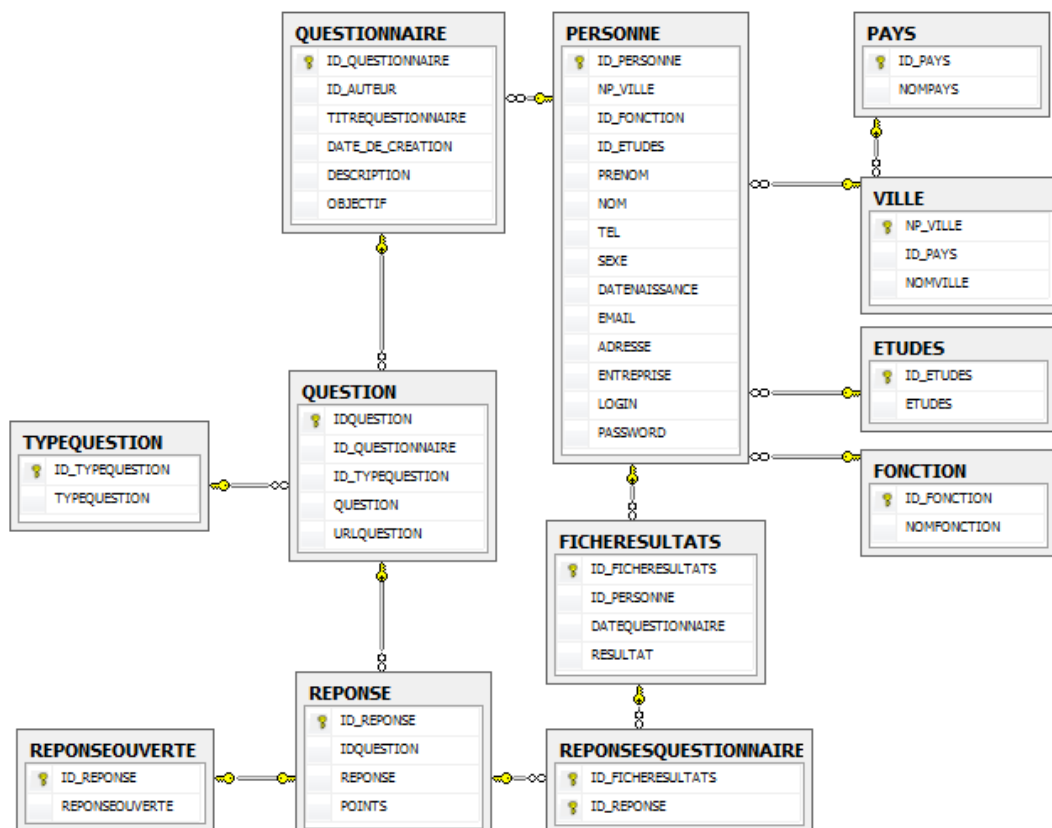 QUESTIONNAIRE
ID_QUESTIONNAIRE
ID_AUTEUR
TITREQUESTIONNAIRE
DATE_DE_CREATION
DESCRIPTION
OBJECTIF
PERSONNE
ID_PERSONNE
NP_VILLE
ID_FONCTION
ID_ETUDES
PRENOM
NOM
TEL
SEXE
DATENAISSANCE
EMAIL
ADRESSE
ENTREPRISE
LOGIN
PASSWORD
PAYS
ID_PAYS
NOMPAYS
VILLE
NP_VILLE
ID_PAYS
NOMVILLE
ETUDES
ID_ETUDES
ETUDES
FONCTION
ID_FONCTION
NOMFONCTION
TYPEQUESTION
ID_TYPEQUESTION
TYPEQUESTION
QUESTION
IDQUESTION
ID_QUESTIONNAIRE
ID_TYPEQUESTION
QUESTION
URLQUESTION
FICHERESULTATS
ID_FICHERESULTATS
ID_PERSONNE
DATEQUESTIONNAIRE
RESULTAT
REPONSEOUVERTE
ID_REPONSE
REPONSEOUVERTE
REPONSE
ID_REPONSE
IDQUESTION
REPONSE
POINTS
REPONSESQUESTIONNAIRE
ID_FICHERESULTATS
ID_REPONSE